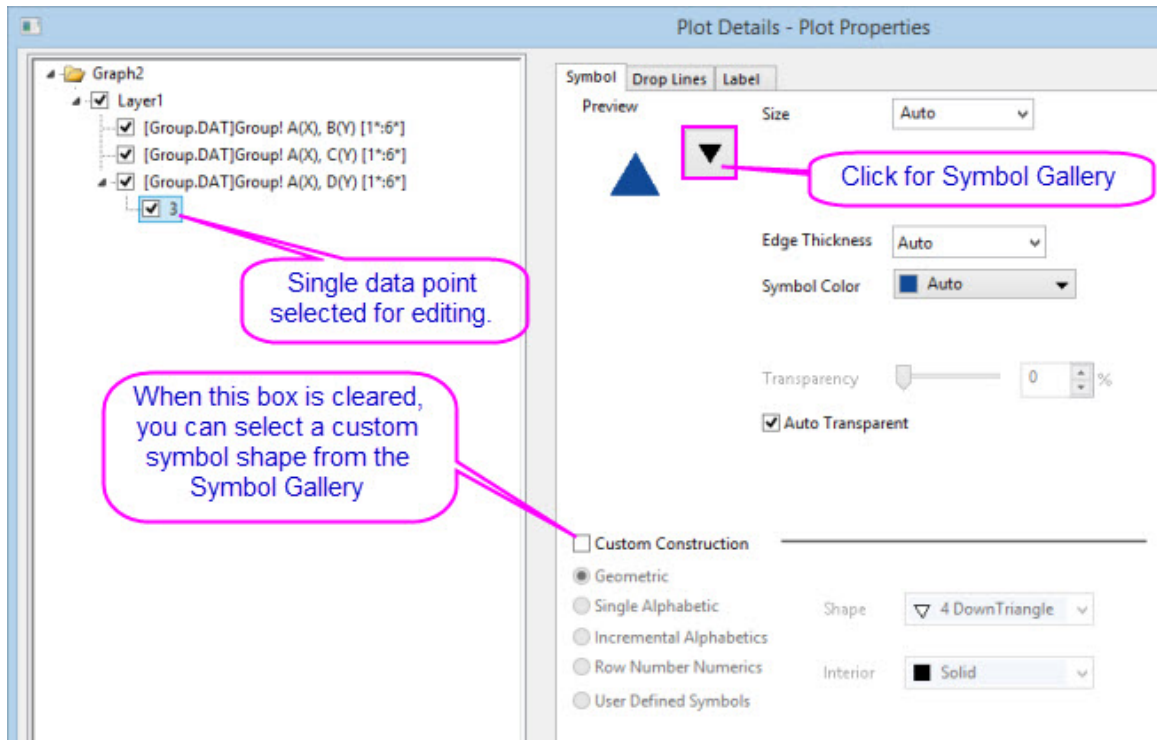 Plot Details - Plot Properties
Graph2
Layer1
[Group.DAT]Group! A(X), B(Y) [1*:6*]
[Group.DAT]Group! A(X), C(Y) [1*:6*]
[Group.DAT]Group! A(X), D(Y) [1*:6*]
3
Single data point
selected for editing.
When this box is cleared,
you can select a custom
symbol shape from the
Symbol Gallery
Symbol Drop Lines Label
Preview
Size Auto
Click for Symbol Gallery
Edge Thickness Auto
Symbol Color Auto
Transparency 0 %
Auto Transparent
Custom Construction
Geometric
Single Alphabetic Shape 4 DownTriangle
Incremental Alphabetics
Row Number Numerics Interior Solid
User Defined Symbols